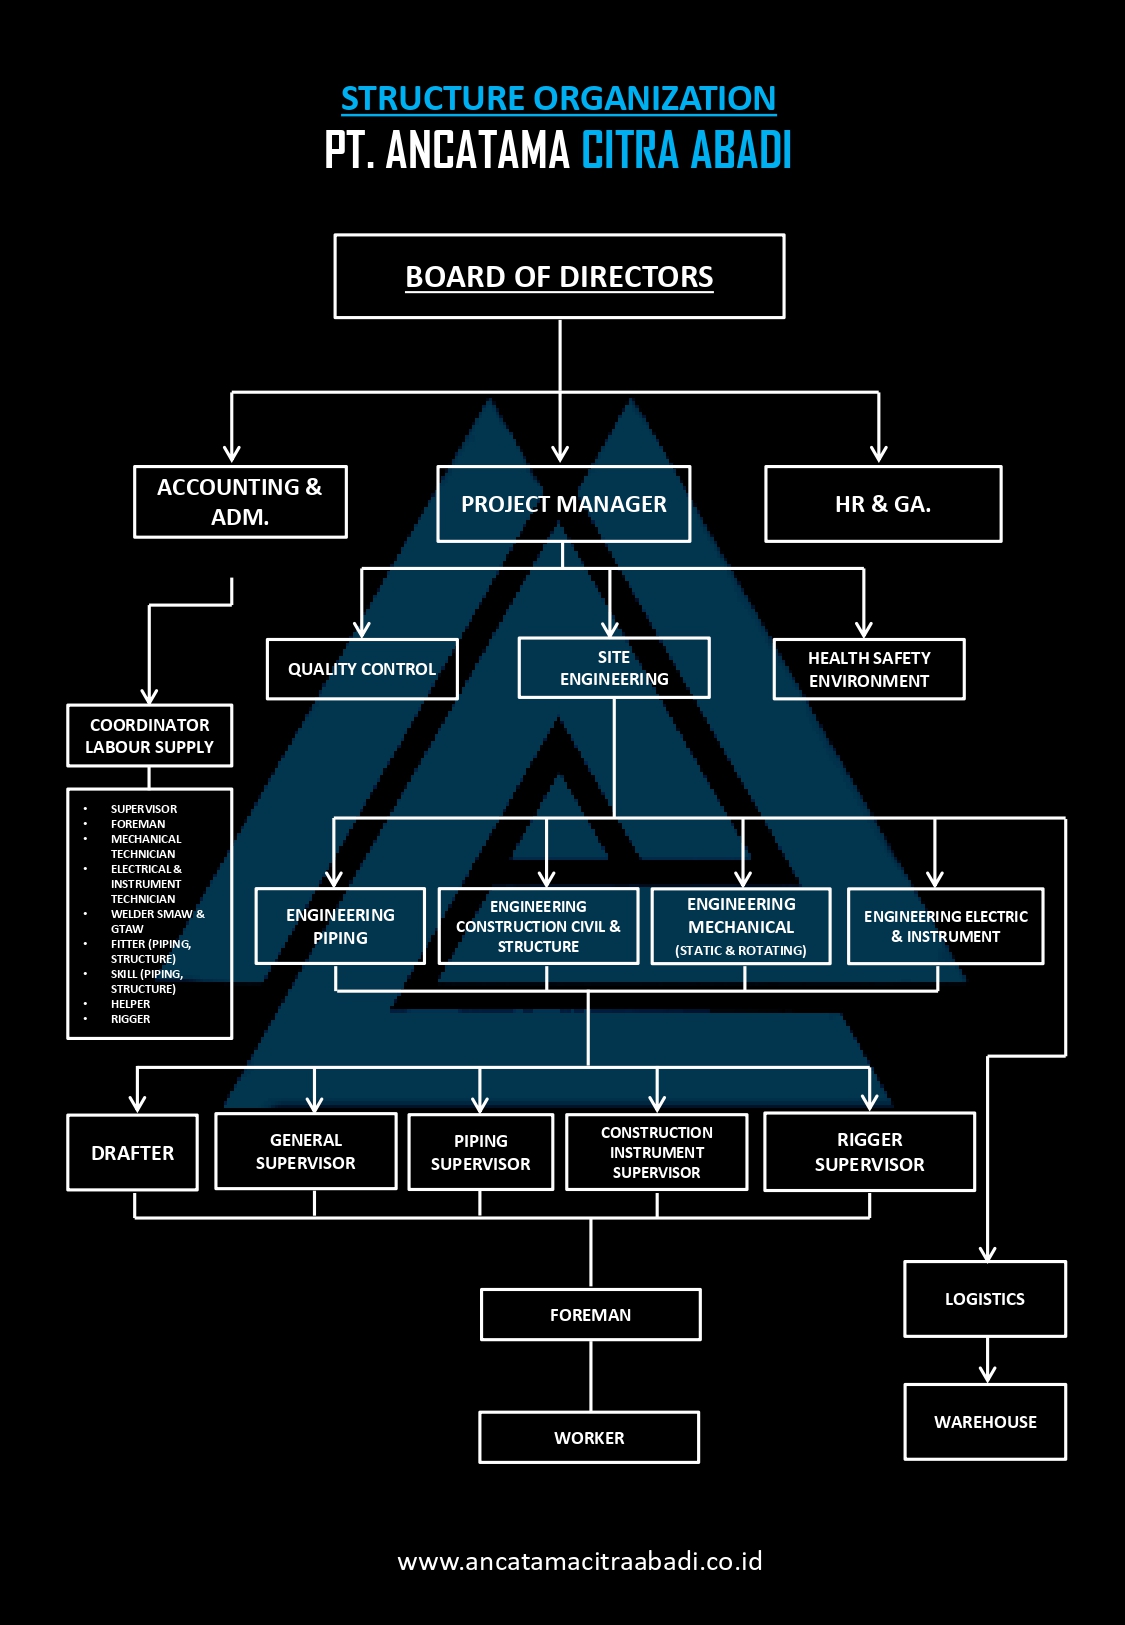 STRUCTURE ORGANIZATION
PT. ANCATAMA CITRA ABADI
BOARD OF DIRECTORS
ACCOUNTING &
ADM.
PROJECT MANAGER
HR & GA.
QUALITY CONTROL
SITE
ENGINEERING
HEALTH SAFETY
ENVIRONMENT
COORDINATOR
LABOUR SUPPLY
• SUPERVISOR
• FOREMAN
• MECHANICAL
TECHNICIAN
• ELECTRICAL &
INSTRUMENT
TECHNICIAN
• WELDER SMAW &
GTAW
• FITTER (PIPING,
STRUCTURE)
• SKILL (PIPING,
STRUCTURE)
• HELPER
• RIGGER
ENGINEERING
PIPING
ENGINEERING
CONSTRUCTION CIVIL &
STRUCTURE
ENGINEERING
MECHANICAL
(STATIC & ROTATING)
ENGINEERING ELECTRIC
& INSTRUMENT
DRAFTER
GENERAL
SUPERVISOR
PIPING
SUPERVISOR
CONSTRUCTION
INSTRUMENT
SUPERVISOR
RIGGER
SUPERVISOR
FOREMAN
LOGISTICS
WORKER
WAREHOUSE
www.ancatamacitraabadi.co.id